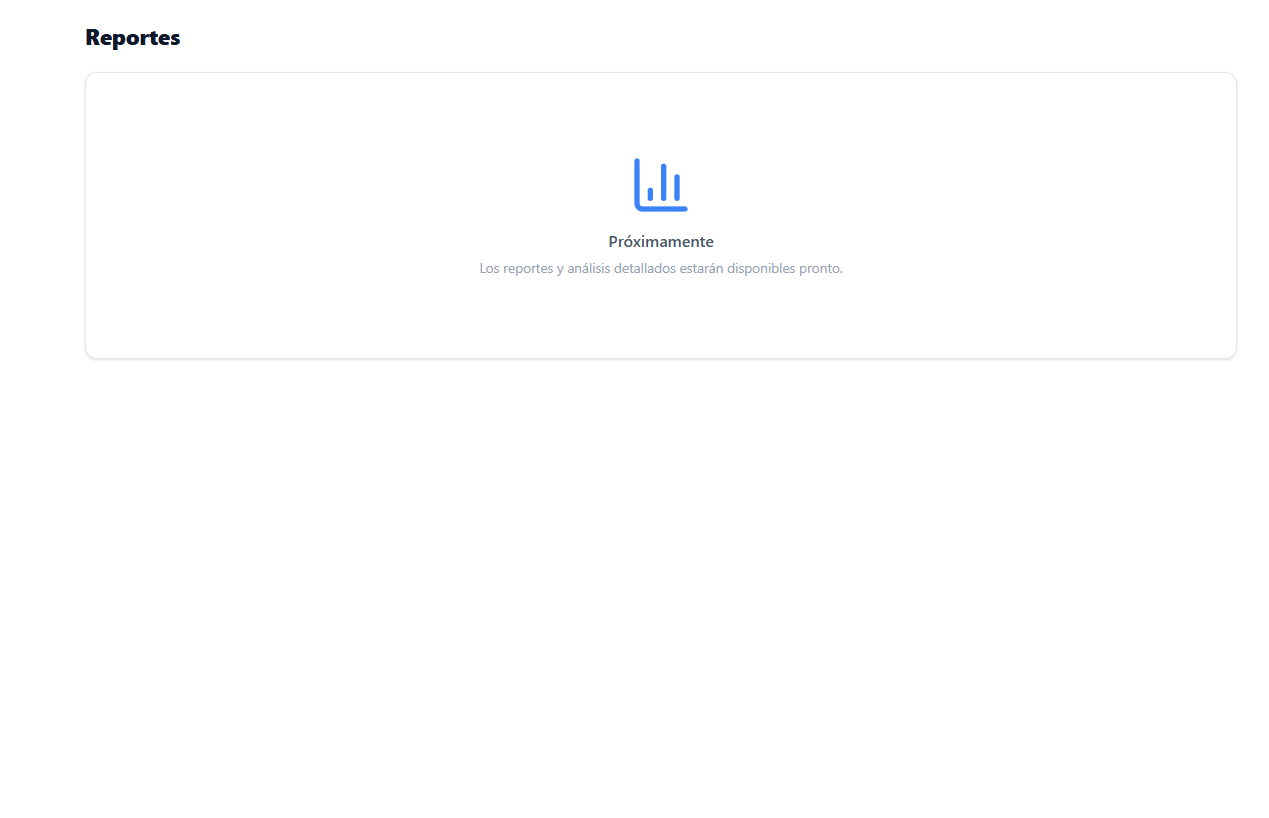 Reportes
Próximamente
Los reportes y análisis detallados estarán disponibles pronto.